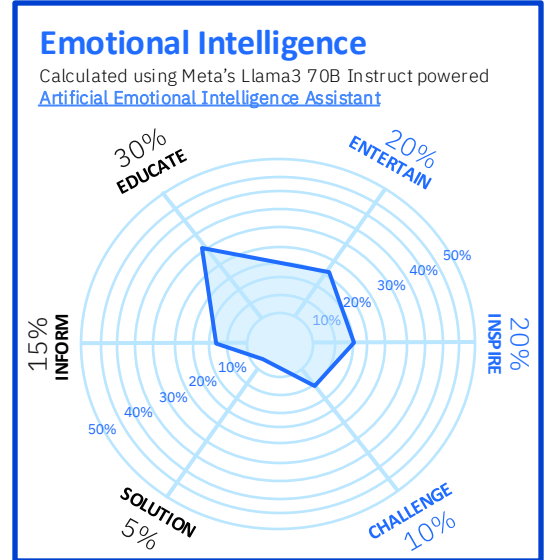 Emotional Intelligence
Calculated using Meta's Llama3 70B Instruct powered
Artificial Emotional Intelligence Assistant
30%
EDUCATE
20%
ENTERTAIN
50%
40%
30%
20%
10%
15%
INFORM
20%
INSPIRE
10%
20%
30%
40%
50%
SOLUTION
5%
CHALLENGE
10%